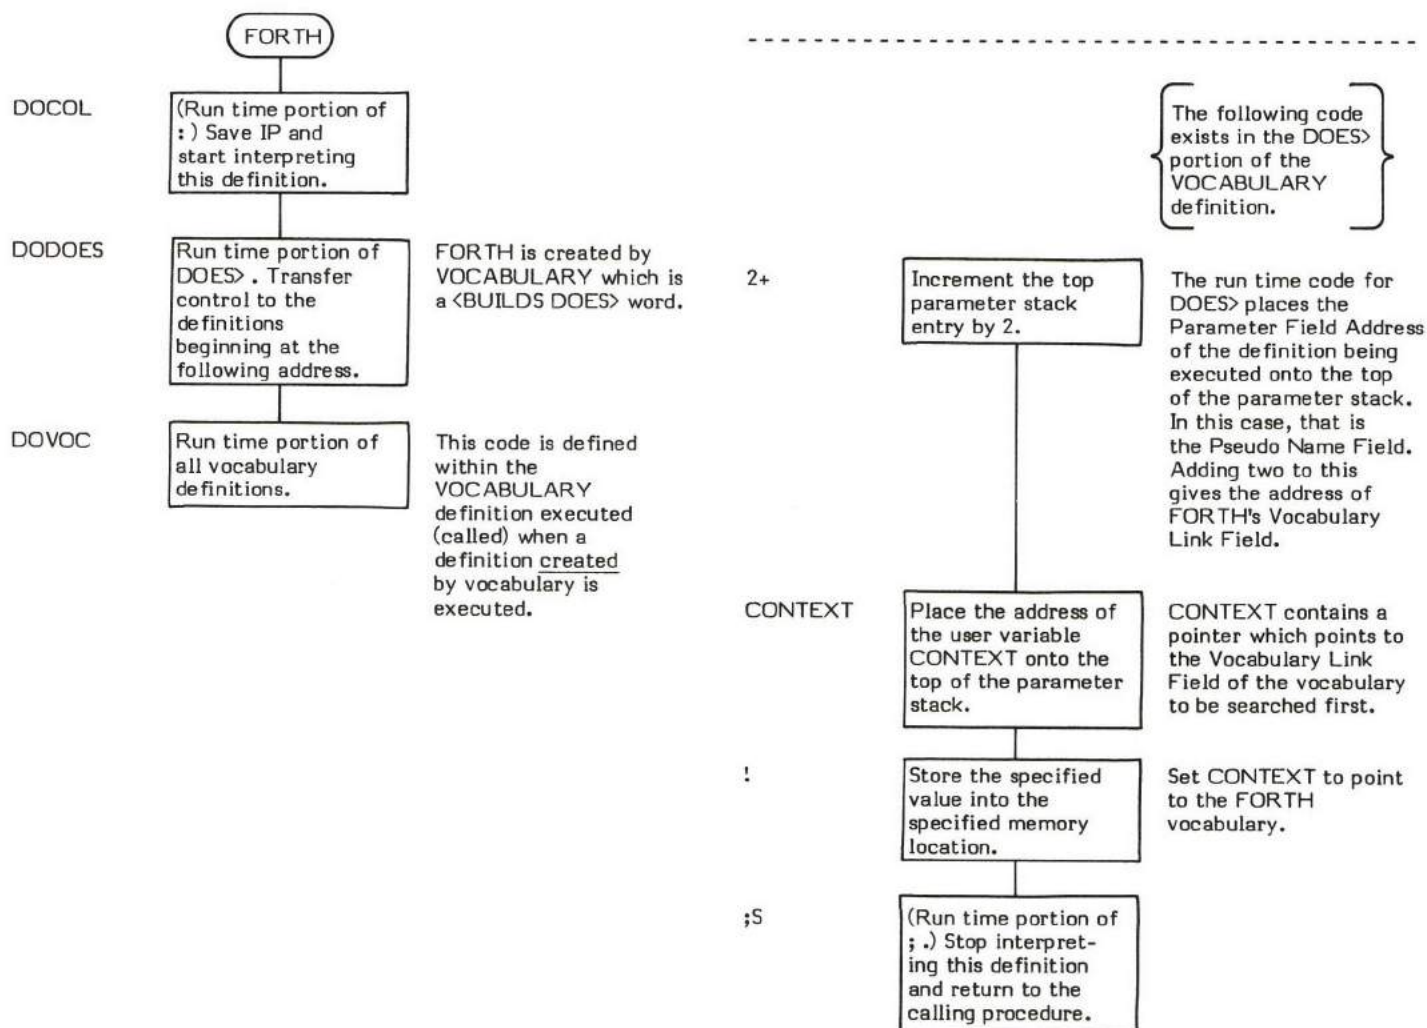 FORTH
DOCOL
(Run time portion of
: ) Save IP and
start interpreting
this definition.
DODOES
Run time portion of
DOES> . Transfer
control to the
definitions
beginning at the
following address.
FORTH is created by
VOCABULARY which is
a <BUILDS DOES> word.
DOVOC
Run time portion of
all vocabulary
definitions.
This code is defined
within the
VOCABULARY
definition executed
(called) when a
definition created
by vocabulary is
executed.
The following code
exists in the DOES>
portion of the
VOCABULARY
definition.
2+
Increment the top
parameter stack
entry by 2.
The run time code for
DOES> places the
Parameter Field Address
of the definition being
executed onto the top
of the parameter stack.
In this case, that is
the Pseudo Name Field.
Adding two to this
gives the address of
FORTH's Vocabulary
Link Field.
CONTEXT
Place the address of
the user variable
CONTEXT onto the
top of the parameter
stack.
CONTEXT contains a
pointer which points to
the Vocabulary Link
Field of the vocabulary
to be searched first.
!
Store the specified
value into the
specified memory
location.
Set CONTEXT to point
to the FORTH
vocabulary.
;S
(Run time portion of
; .) Stop interpret-
ing this definition
and return to the
calling procedure.